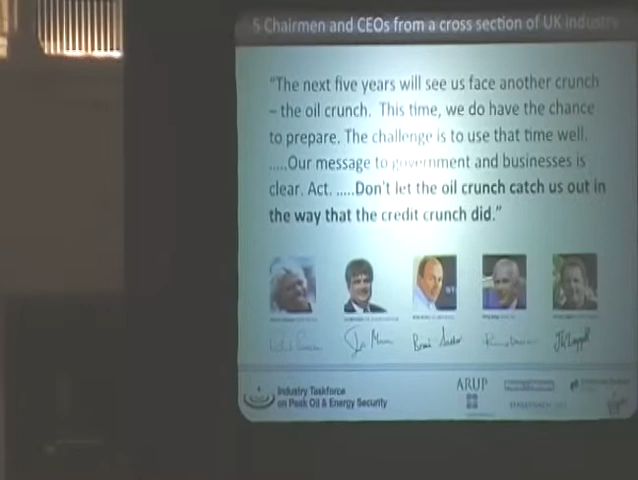 5 Chairmen and CEOs from a cross section of UK industry
"The next five years will see us face another crunch
– the oil crunch. This time, we do have the chance
to prepare. The challenge is to use that time well.
.....Our message to government and businesses is
clear. Act. .....Don't let the oil crunch catch us out in
the way that the credit crunch did."
Industry Taskforce
on Peak Oil & Energy Security
ARUP
Virgin